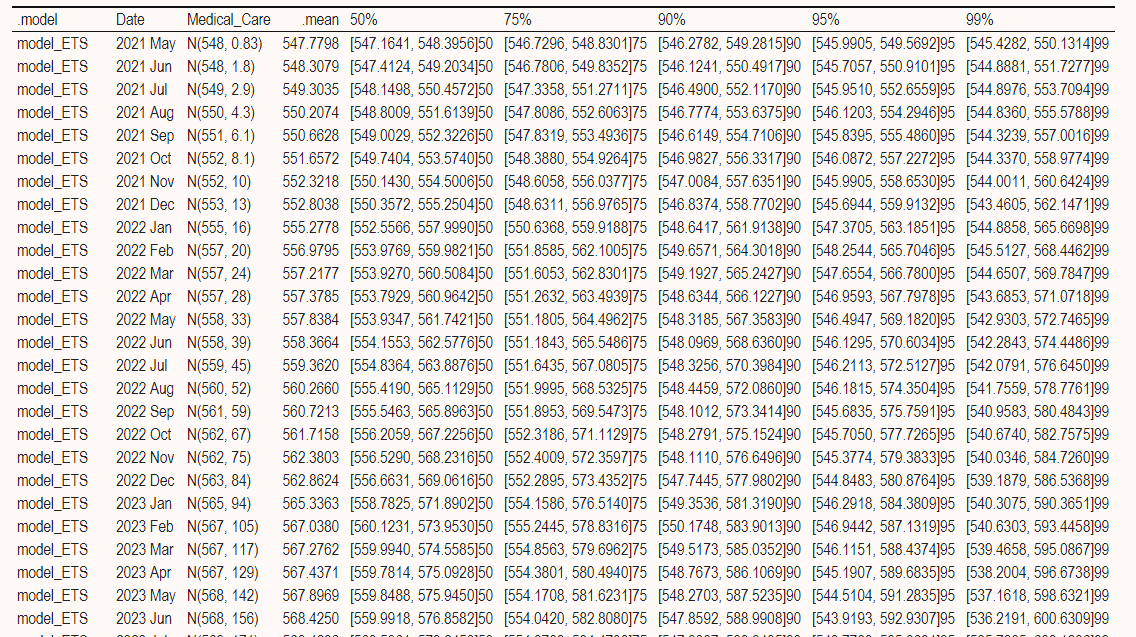 .model Date Medical_Care .mean 50% 75% 90% 95% 99%
model_ETS 2021 May N(548, 0.83) 547.7798 [547.1641, 548.3956]50 [546.7296, 548.8301]75 [546.2782, 549.2815]90 [545.9905, 549.5692]95 [545.4282, 550.1314]99
model_ETS 2021 Jun N(548, 1.8) 548.3079 [547.4124, 549.2034]50 [546.7806, 549.8352]75 [546.1241, 550.4917]90 [545.7057, 550.9101]95 [544.8881, 551.7277]99
model_ETS 2021 Jul N(549, 2.9) 549.3035 [548.1498, 550.4572]50 [547.3358, 551.2711]75 [546.4900, 552.1170]90 [545.9510, 552.6559]95 [544.8976, 553.7094]99
model_ETS 2021 Aug N(550, 4.3) 550.2074 [548.8009, 551.6139]50 [547.8086, 552.6063]75 [546.7774, 553.6375]90 [546.1203, 554.2946]95 [544.8360, 555.5788]99
model_ETS 2021 Sep N(551, 6.1) 550.6628 [549.0029, 552.3226]50 [547.8319, 553.4936]75 [546.6149, 554.7106]90 [545.8395, 555.4860]95 [544.3239, 557.0016]99
model_ETS 2021 Oct N(552, 8.1) 551.6572 [549.7404, 553.5740]50 [548.3880, 554.9264]75 [546.9827, 556.3317]90 [546.0872, 557.2272]95 [544.3370, 558.9774]99
model_ETS 2021 Nov N(552, 10) 552.3218 [550.1430, 554.5006]50 [548.6058, 556.0377]75 [547.0084, 557.6351]90 [545.9905, 558.6530]95 [544.0011, 560.6424]99
model_ETS 2021 Dec N(553, 13) 552.8038 [550.3572, 555.2504]50 [548.6311, 556.9765]75 [546.8374, 558.7702]90 [545.6944, 559.9132]95 [543.4605, 562.1471]99
model_ETS 2022 Jan N(555, 16) 555.2778 [552.5566, 557.9990]50 [550.6368, 559.9188]75 [548.6417, 561.9138]90 [547.3705, 563.1851]95 [544.8858, 565.6698]99
model_ETS 2022 Feb N(557, 20) 556.9795 [553.9769, 559.9821]50 [551.8585, 562.1005]75 [549.6571, 564.3018]90 [548.2544, 565.7046]95 [545.5127, 568.4462]99
model_ETS 2022 Mar N(557, 24) 557.2177 [553.9270, 560.5084]50 [551.6053, 562.8301]75 [549.1927, 565.2427]90 [547.6554, 566.7800]95 [544.6507, 569.7847]99
model_ETS 2022 Apr N(557, 28) 557.3785 [553.7929, 560.9642]50 [551.2632, 563.4939]75 [548.6344, 566.1227]90 [546.9593, 567.7978]95 [543.6853, 571.0718]99
model_ETS 2022 May N(558, 33) 557.8384 [553.9347, 561.7421]50 [551.1805, 564.4962]75 [548.3185, 567.3583]90 [546.4947, 569.1820]95 [542.9303, 572.7465]99
model_ETS 2022 Jun N(558, 39) 558.3664 [554.1553, 562.5776]50 [551.1843, 565.5486]75 [548.0969, 568.6360]90 [546.1295, 570.6034]95 [542.2843, 574.4486]99
model_ETS 2022 Jul N(559, 45) 559.3620 [554.8364, 563.8876]50 [551.6435, 567.0805]75 [548.3256, 570.3984]90 [546.2113, 572.5127]95 [542.0791, 576.6450]99
model_ETS 2022 Aug N(560, 52) 560.2660 [555.4190, 565.1129]50 [551.9995, 568.5325]75 [548.4459, 572.0860]90 [546.1815, 574.3504]95 [541.7559, 578.7761]99
model_ETS 2022 Sep N(561, 59) 560.7213 [555.5463, 565.8963]50 [551.8953, 569.5473]75 [548.1012, 573.3414]90 [545.6835, 575.7591]95 [540.9583, 580.4843]99
model_ETS 2022 Oct N(562, 67) 561.7158 [556.2059, 567.2256]50 [552.3186, 571.1129]75 [548.2791, 575.1524]90 [545.7050, 577.7265]95 [540.6740, 582.7575]99
model_ETS 2022 Nov N(562, 75) 562.3803 [556.5290, 568.2316]50 [552.4009, 572.3597]75 [548.1110, 576.6496]90 [545.3774, 579.3833]95 [540.0346, 584.7260]99
model_ETS 2022 Dec N(563, 84) 562.8624 [556.6631, 569.0616]50 [552.2895, 573.4352]75 [547.7445, 577.9802]90 [544.8483, 580.8764]95 [539.1879, 586.5368]99
model_ETS 2023 Jan N(565, 94) 565.3363 [558.7825, 571.8902]50 [554.1586, 576.5140]75 [549.3536, 581.3190]90 [546.2918, 584.3809]95 [540.3075, 590.3651]99
model_ETS 2023 Feb N(567, 105) 567.0380 [560.1231, 573.9530]50 [555.2445, 578.8316]75 [550.1748, 583.9013]90 [546.9442, 587.1319]95 [540.6303, 593.4458]99
model_ETS 2023 Mar N(567, 117) 567.2762 [559.9940, 574.5585]50 [554.8563, 579.6962]75 [549.5173, 585.0352]90 [546.1151, 588.4374]95 [539.4658, 595.0867]99
model_ETS 2023 Apr N(567, 129) 567.4371 [559.7814, 575.0928]50 [554.3801, 580.4940]75 [548.7673, 586.1069]90 [545.1907, 589.6835]95 [538.2004, 596.6738]99
model_ETS 2023 May N(568, 142) 567.8969 [559.8488, 575.9450]50 [554.1708, 581.6231]75 [548.2703, 587.5235]90 [544.5104, 591.2835]95 [537.1618, 598.6321]99
model_ETS 2023 Jun N(568, 156) 568.4250 [559.9918, 576.8582]50 [554.0420, 582.8080]75 [547.8592, 588.9908]90 [543.9193, 592.9307]95 [536.2191, 600.6309]99